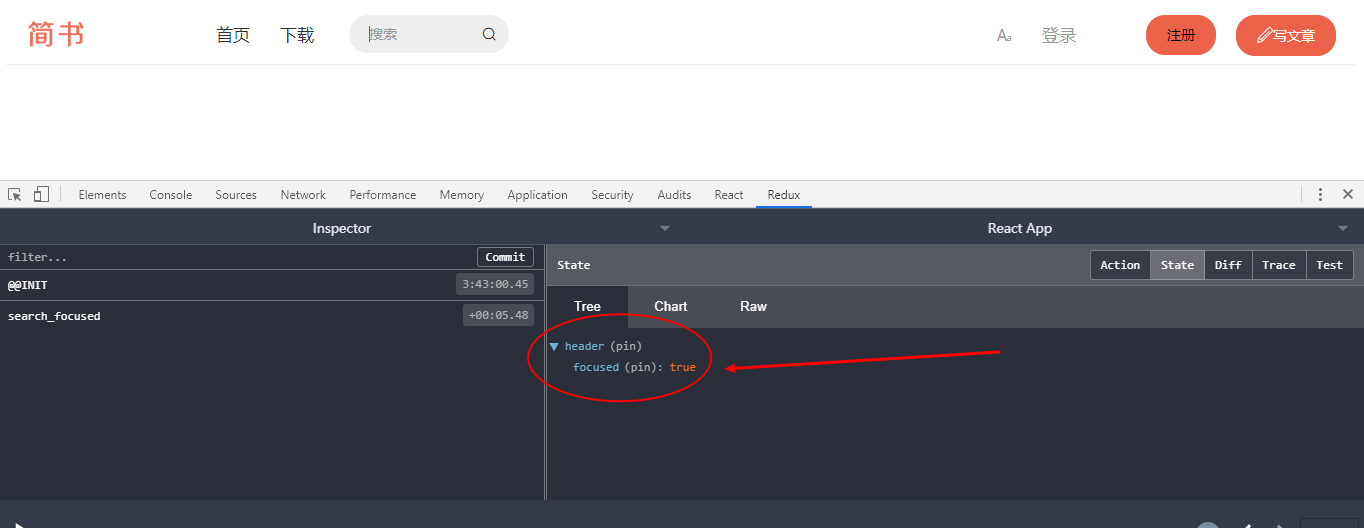 简书 首页 下载 搜索 Aa 登录 注册 写文章
Elements Console Sources Network Performance Memory Application Security Audits React Redux
Inspector React App
filter... Commit State Action State Diff Trace Test
@@INIT 3:43:00.45
Tree Chart Raw
search_focused +00:05.48
header (pin)
focused (pin): true